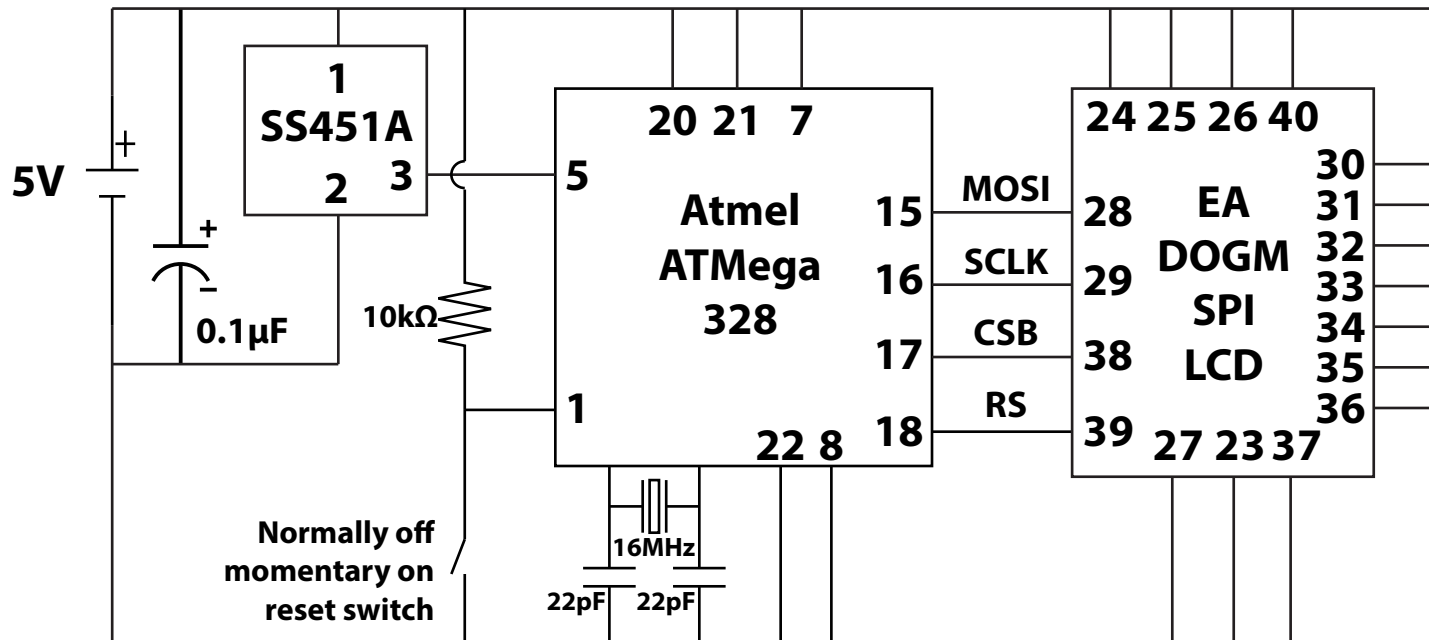 5V
+
+
–
0.1µF
1
SS451A
2
3
10kΩ
Normally off
momentary on
reset switch
20 21 7
5
Atmel
ATMega
328
15
16
17
18
1
22 8
16MHz
22pF
22pF
MOSI
SCLK
CSB
RS
24 25 26 40
28
29
38
39
EA
DOGM
SPI
LCD
30
31
32
33
34
35
36
27 23 37